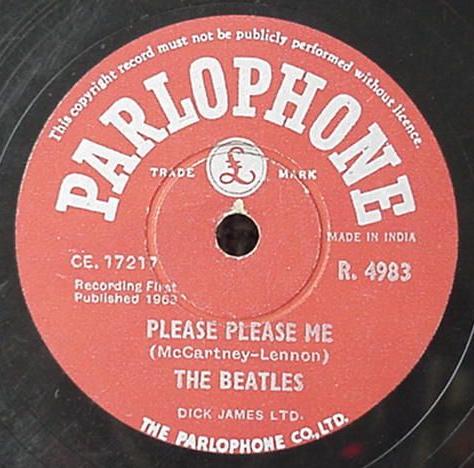 This copyright record must not be publicly performed without licence.
PARLOPHONE
£
TRADE MARK
MADE IN INDIA
CE. 17217
R. 4983
Recording First
Published 1963
PLEASE PLEASE ME
(McCartney-Lennon)
THE BEATLES
DICK JAMES LTD.
THE PARLOPHONE CO., LTD.